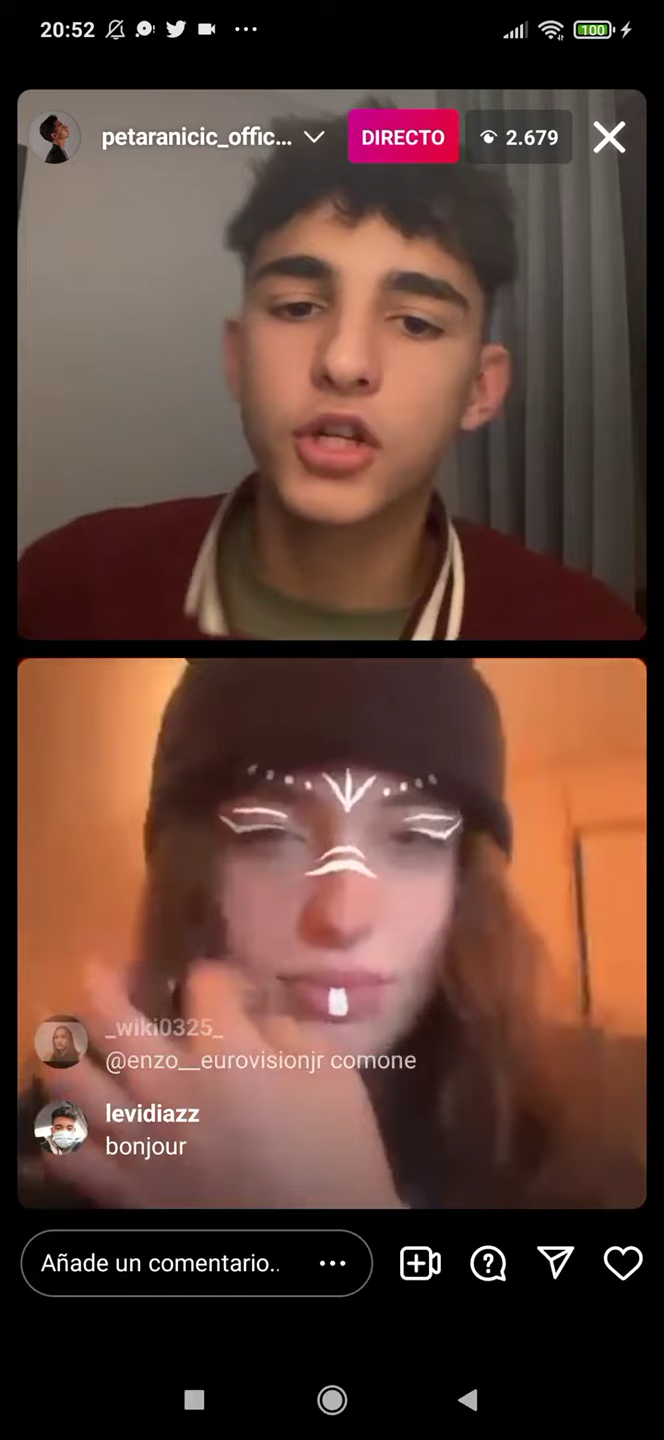 20:52
100
petaranicic_offic...
DIRECTO
2.679
_wiki0325_
@enzo__eurovisionjr comone
levidiazz
bonjour
Añade un comentario..